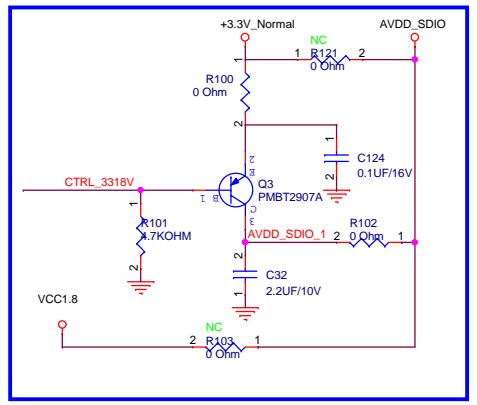 +3.3V_Normal
AVDD_SDIO
NC
1 R121 2
0 Ohm
1
R100
0 Ohm
2
1
C124
0.1UF/16V
2
2
E
CTRL_3318V
B 1
Q3
PMBT2907A
C
3
1
R101
4.7KOHM
2
AVDD_SDIO_1
R102
2 0 Ohm 1
2
C32
2.2UF/10V
1
VCC1.8
NC
2 R103 1
0 Ohm